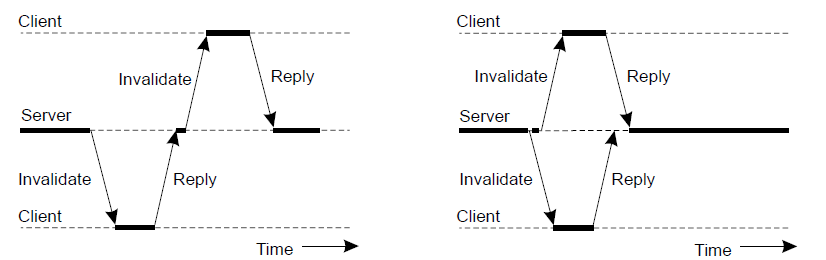 Client
Invalidate
Reply
Server
Invalidate
Reply
Client
Time
Client
Invalidate
Reply
Server
Invalidate
Reply
Client
Time